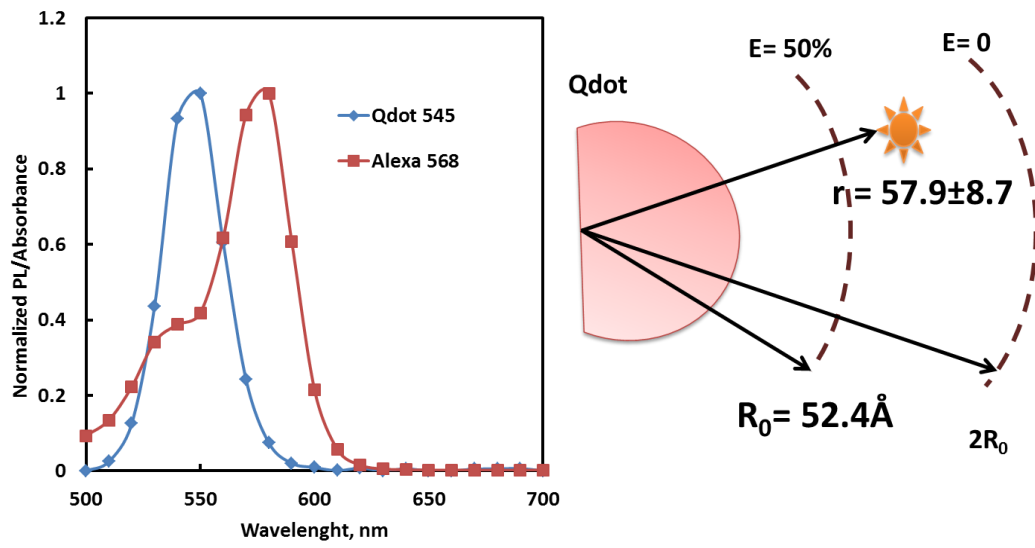 1.2
1
0.8
0.6
0.4
0.2
0
500
550
600
650
700
Normalized PL/Absorbance
Wavelenght, nm
Qdot 545
Alexa 568
Qdot
E= 50%
E= 0
r = 57.9±8.7
R₀= 52.4Å
2R₀